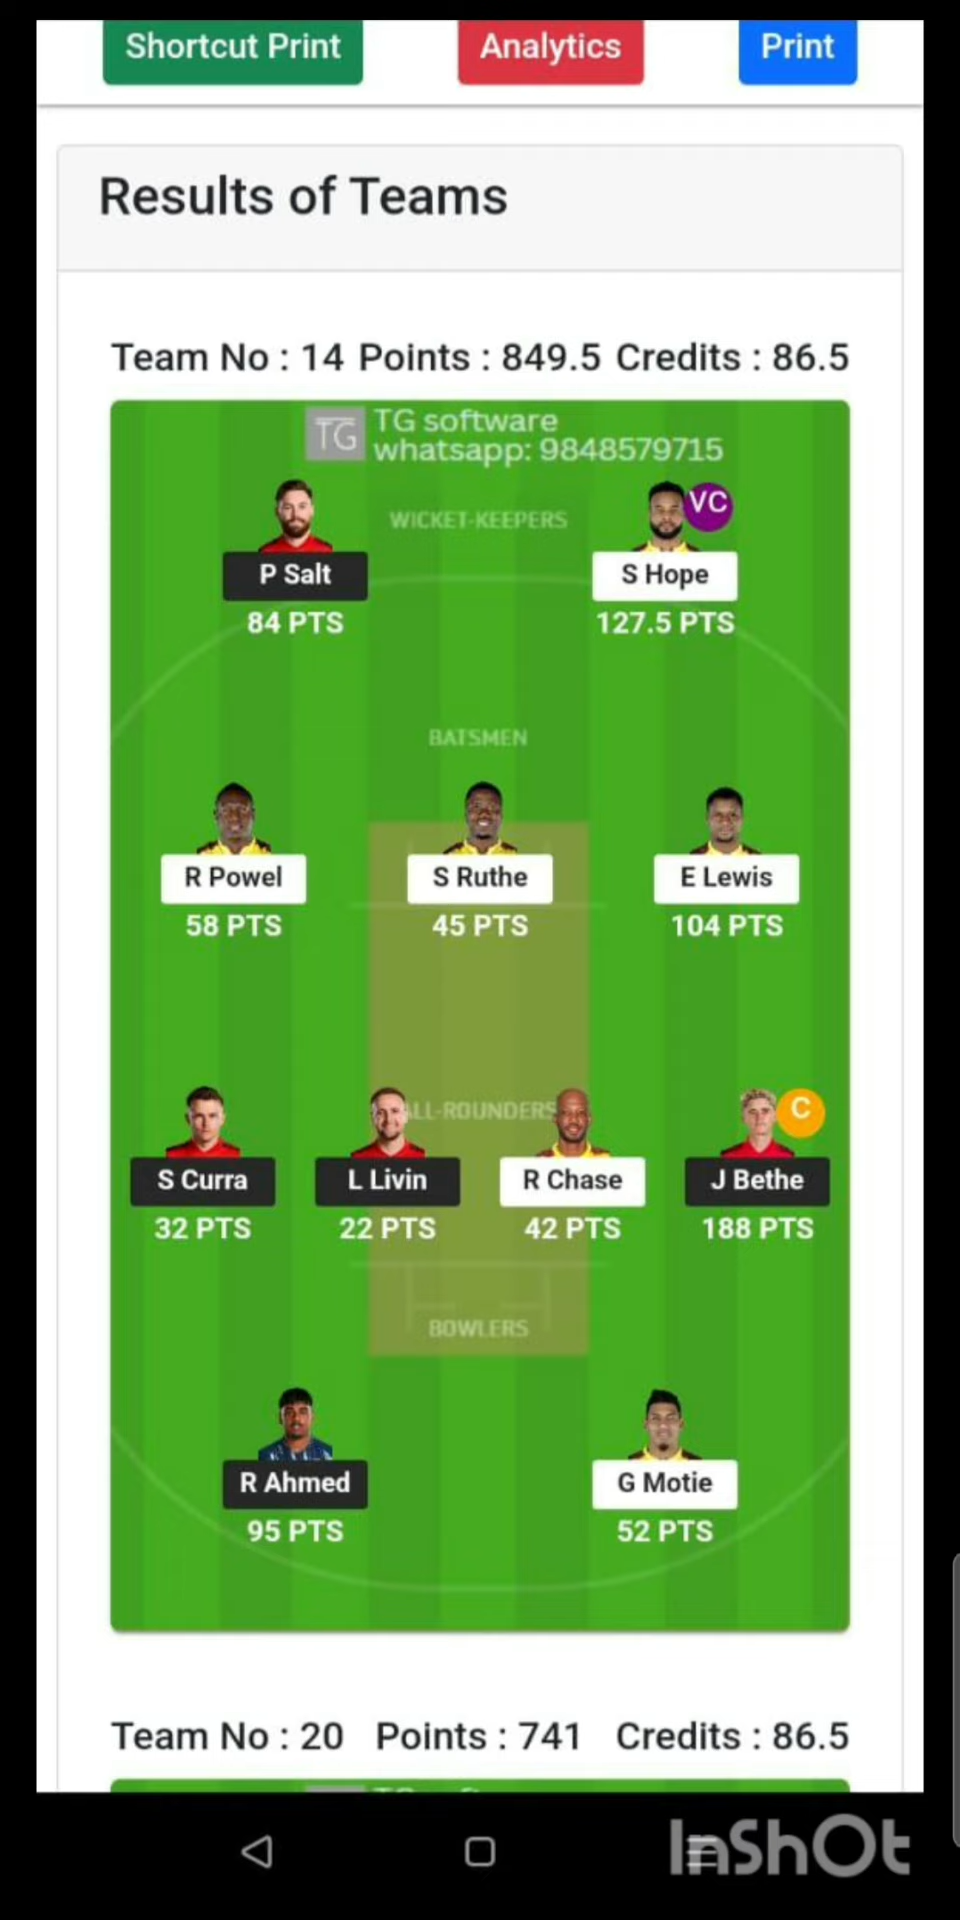 Shortcut Print Analytics Print
Results of Teams
Team No : 14 Points : 849.5 Credits : 86.5
TG TG software
whatsapp: 9848579715
WICKET-KEEPERS
VC
P Salt S Hope
84 PTS 127.5 PTS
BATSMEN
R Powel S Ruthe E Lewis
58 PTS 45 PTS 104 PTS
ALL-ROUNDERS
C
S Curra L Livin R Chase J Bethe
32 PTS 22 PTS 42 PTS 188 PTS
BOWLERS
R Ahmed G Motie
95 PTS 52 PTS
Team No : 20 Points : 741 Credits : 86.5
InShOt